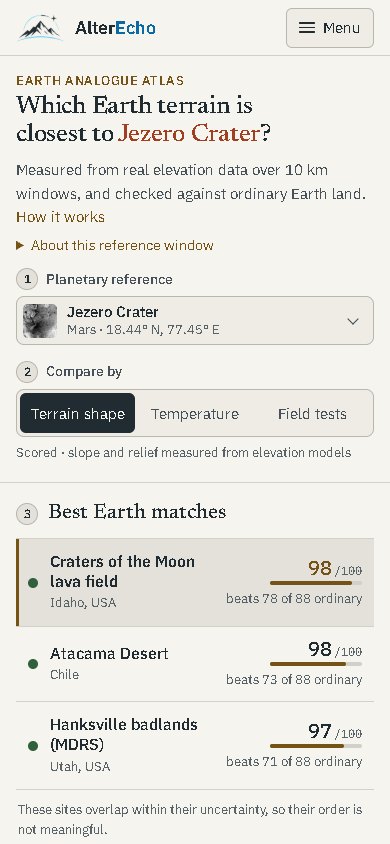 AlterEcho
Menu
EARTH ANALOGUE ATLAS
Which Earth terrain is
closest to Jezero Crater?
Measured from real elevation data over 10 km
windows, and checked against ordinary Earth land.
How it works
About this reference window
1 Planetary reference
Jezero Crater
Mars · 18.44° N, 77.45° E
2 Compare by
Terrain shape
Temperature
Field tests
Scored · slope and relief measured from elevation models
3 Best Earth matches
Craters of the Moon
lava field
Idaho, USA
98 /100
beats 78 of 88 ordinary
Atacama Desert
Chile
98 /100
beats 73 of 88 ordinary
Hanksville badlands
(MDRS)
Utah, USA
97 /100
beats 71 of 88 ordinary
These sites overlap within their uncertainty, so their order is
not meaningful.